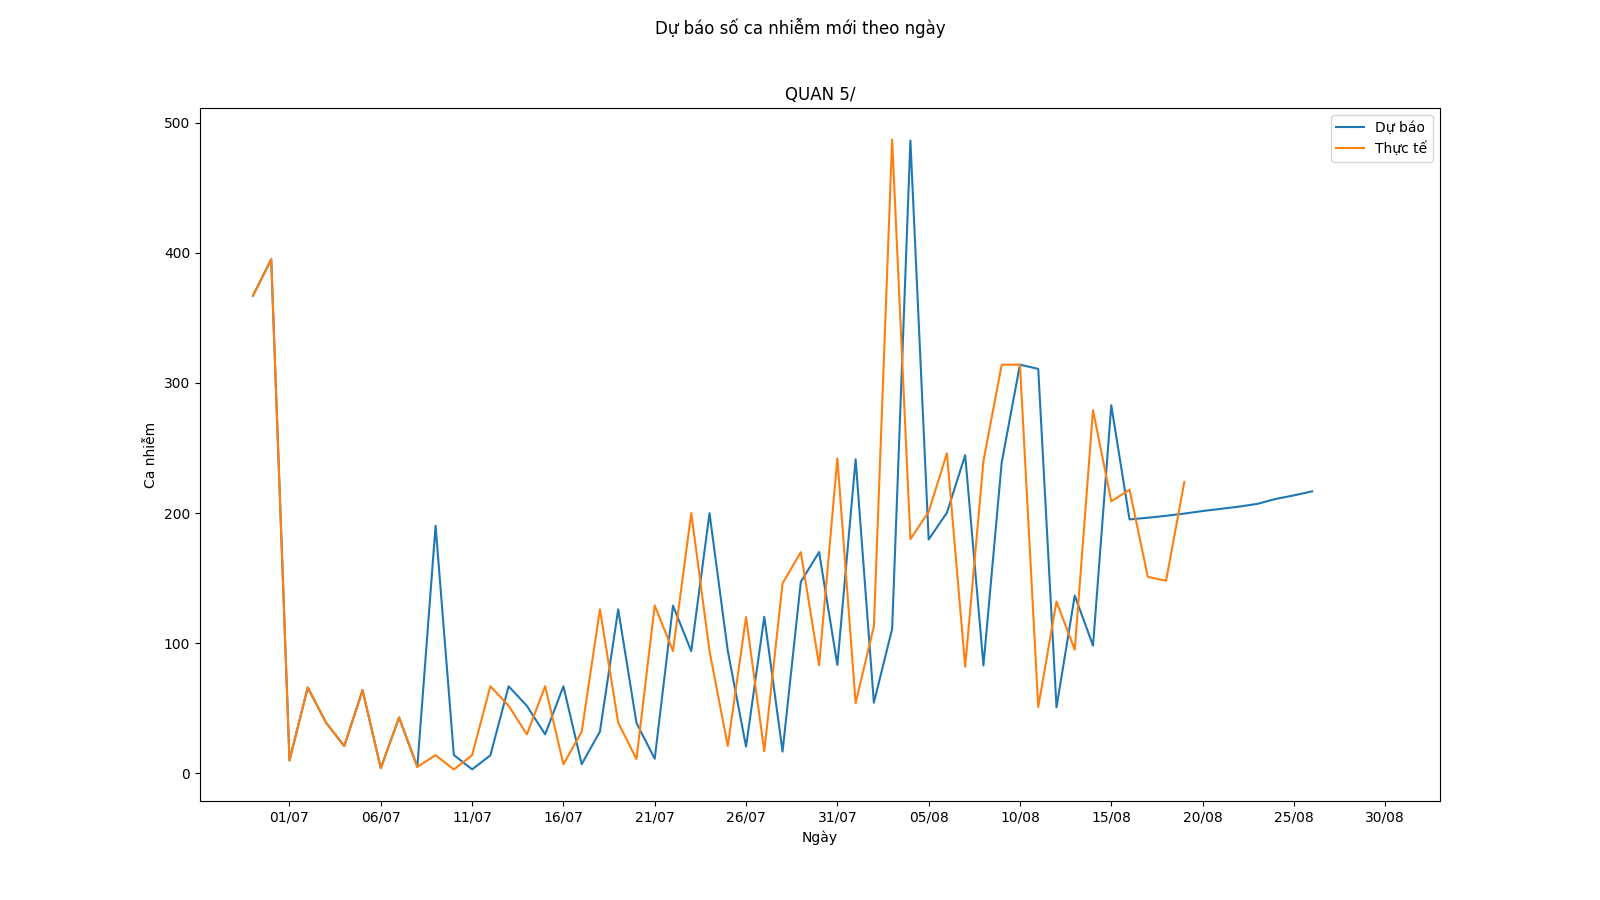 Dự báo số ca nhiễm mới theo ngày
QUAN 5/
Dự báo
Thực tế
500
400
300
200
100
0
Ca nhiễm
01/07 06/07 11/07 16/07 21/07 26/07 31/07 05/08 10/08 15/08 20/08 25/08 30/08
Ngày